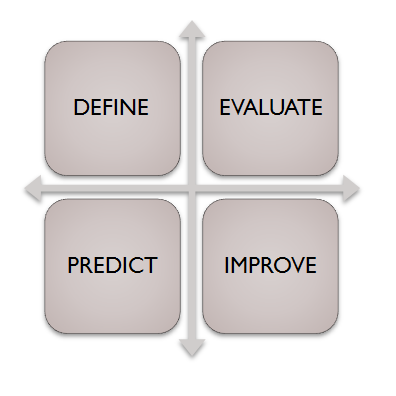 DEFINE
EVALUATE
PREDICT
IMPROVE